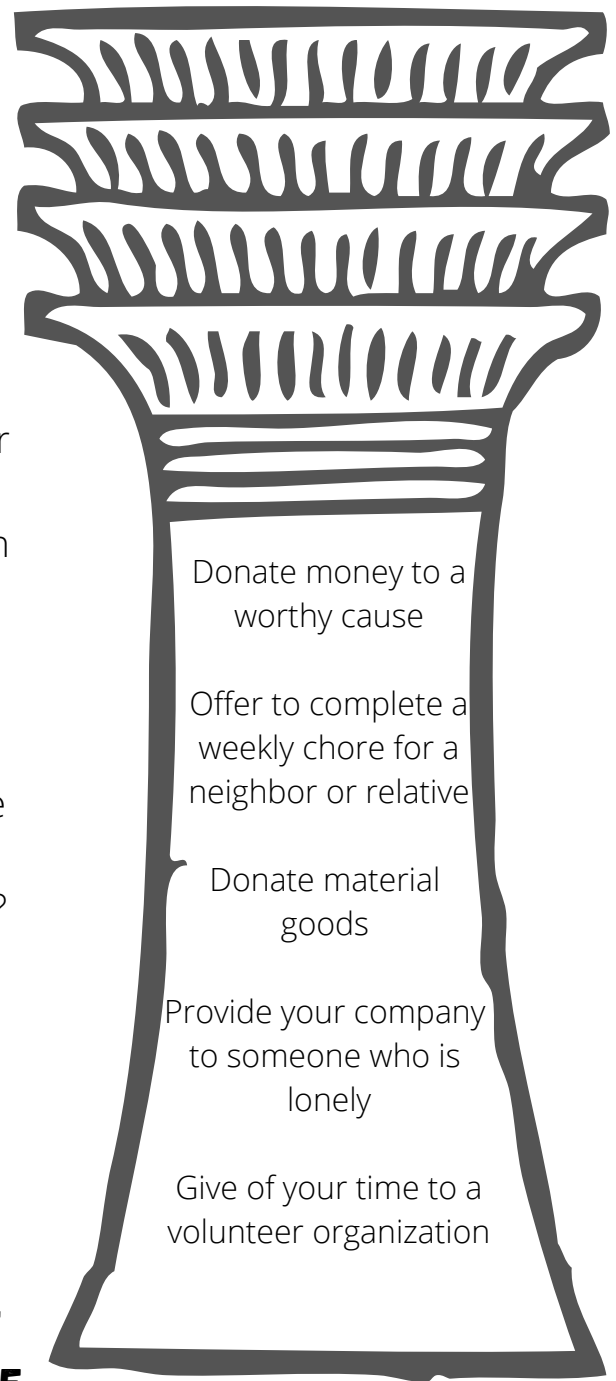 Donate money to a
worthy cause
Offer to complete a
weekly chore for a
neighbor or relative
Donate material
goods
Provide your company
to someone who is
lonely
Give of your time to a
volunteer organization